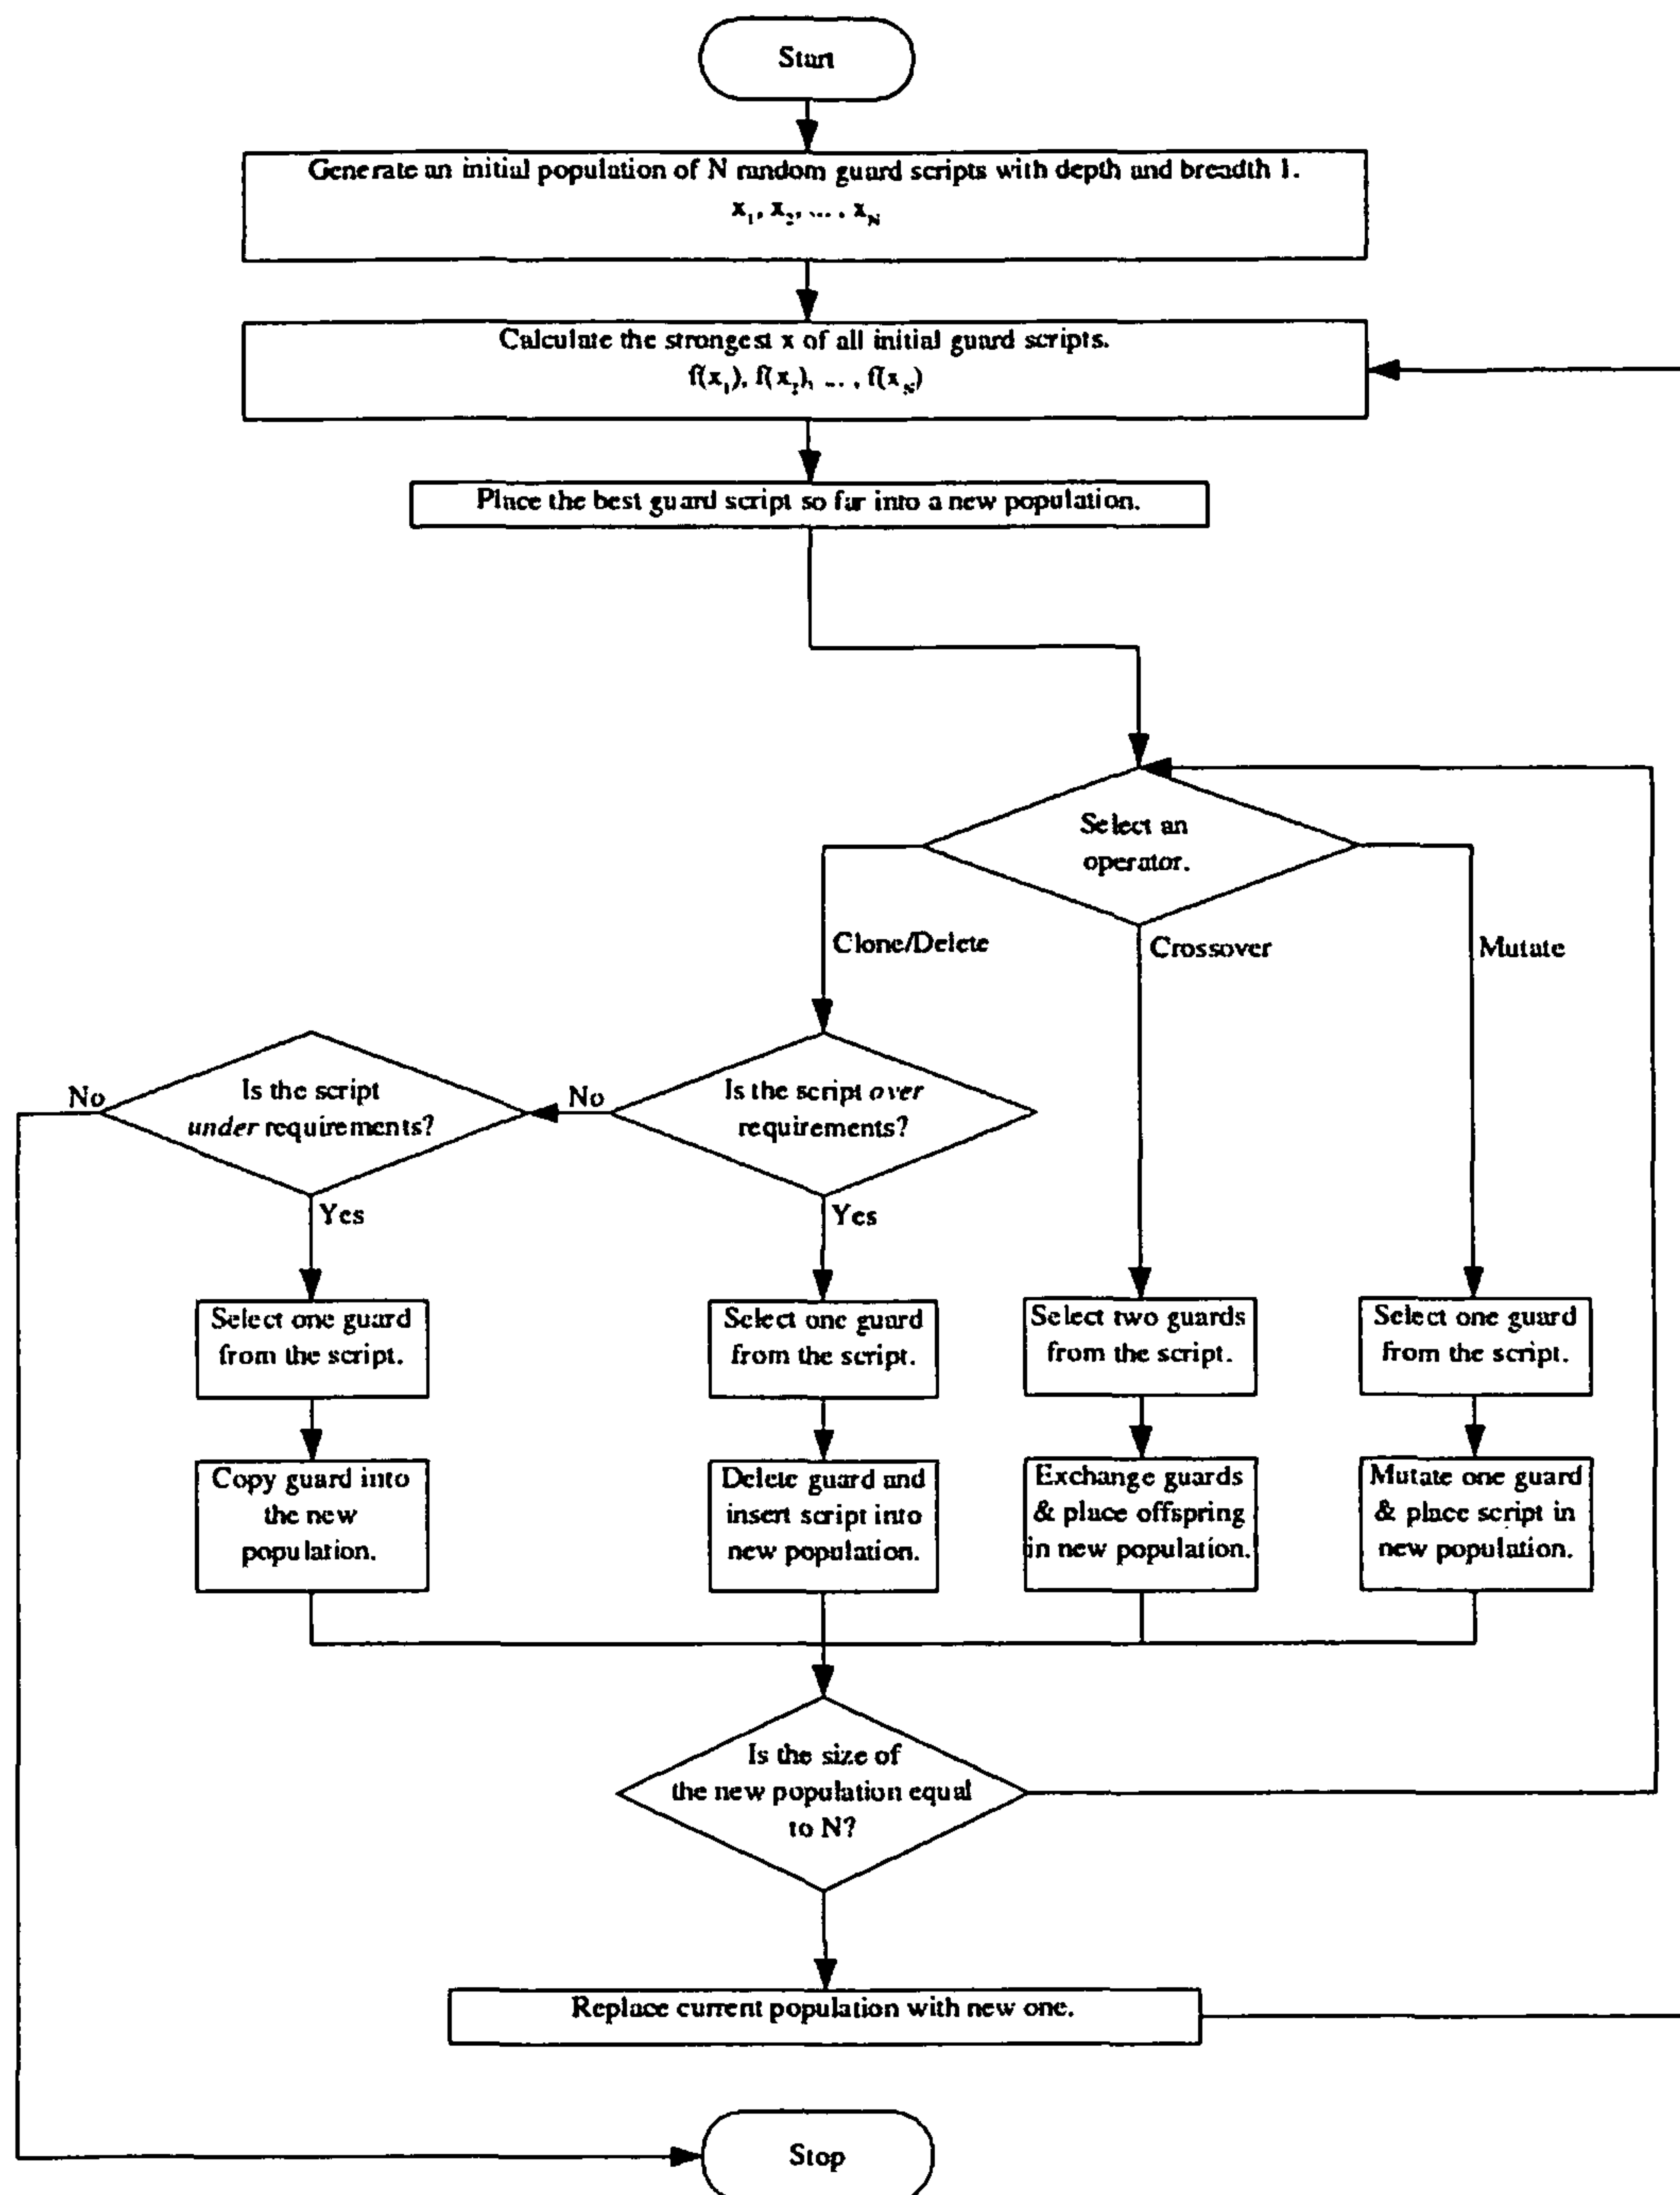 Start
Generate an initial population of N random guard scripts with depth and breadth 1.
x₁, x₂, ... , x_N
Calculate the strongest x of all initial guard scripts.
f(x₁), f(x₂), ... , f(x_N)
Place the best guard script so far into a new population.
Select an
operator.
Clone/Delete
Crossover
Mutate
No
Is the script
under requirements?
No
Is the script over
requirements?
Yes
Yes
Select one guard
from the script.
Select one guard
from the script.
Select two guards
from the script.
Select one guard
from the script.
Copy guard into
the new
population.
Delete guard and
insert script into
new population.
Exchange guards
& place offspring
in new population.
Mutate one guard
& place script in
new population.
Is the size of
the new population equal
to N?
Replace current population with new one.
Stop